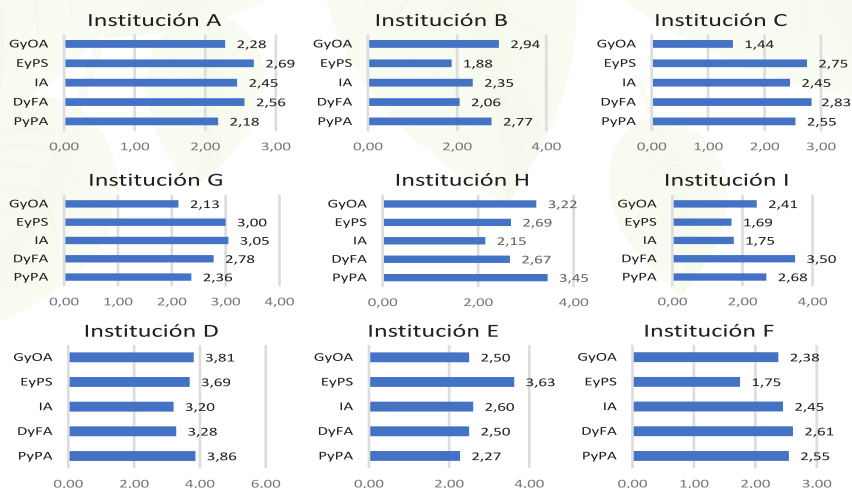 Institución A
GyOA 2,28
EyPS 2,69
IA 2,45
DyFA 2,56
PyPA 2,18
0,00 1,00 2,00 3,00
Institución B
GyOA 2,94
EyPS 1,88
IA 2,35
DyFA 2,06
PyPA 2,77
0,00 2,00 4,00
Institución C
GyOA 1,44
EyPS 2,75
IA 2,45
DyFA 2,83
PyPA 2,55
0,00 1,00 2,00 3,00
Institución G
GyOA 2,13
EyPS 3,00
IA 3,05
DyFA 2,78
PyPA 2,36
0,00 1,00 2,00 3,00 4,00
Institución H
GyOA 3,22
EyPS 2,69
IA 2,15
DyFA 2,67
PyPA 3,45
0,00 2,00 4,00
Institución I
GyOA 2,41
EyPS 1,69
IA 1,75
DyFA 3,50
PyPA 2,68
0,00 2,00 4,00
Institución D
GyOA 3,81
EyPS 3,69
IA 3,20
DyFA 3,28
PyPA 3,86
0.00 2.00 4.00 6.00
Institución E
GyOA 2,50
EyPS 3,63
IA 2,60
DyFA 2,50
PyPA 2,27
0.00 2.00 4.00
Institución F
GyOA 2,38
EyPS 1,75
IA 2,45
DyFA 2,61
PyPA 2,55
0.00 1.00 2.00 3.00